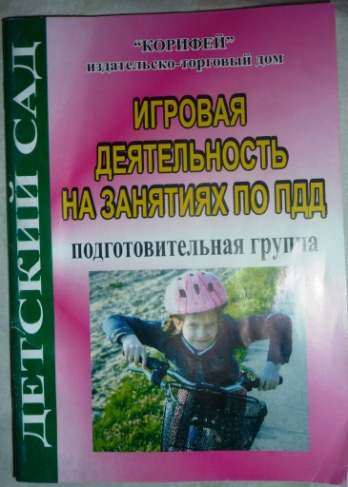 "КОРИФЕЙ"
издательско-торговый дом
ИГРОВАЯ
ДЕЯТЕЛЬНОСТЬ
НА ЗАНЯТИЯХ ПО ПДД
подготовительная группа
ДЕТСКИЙ САД